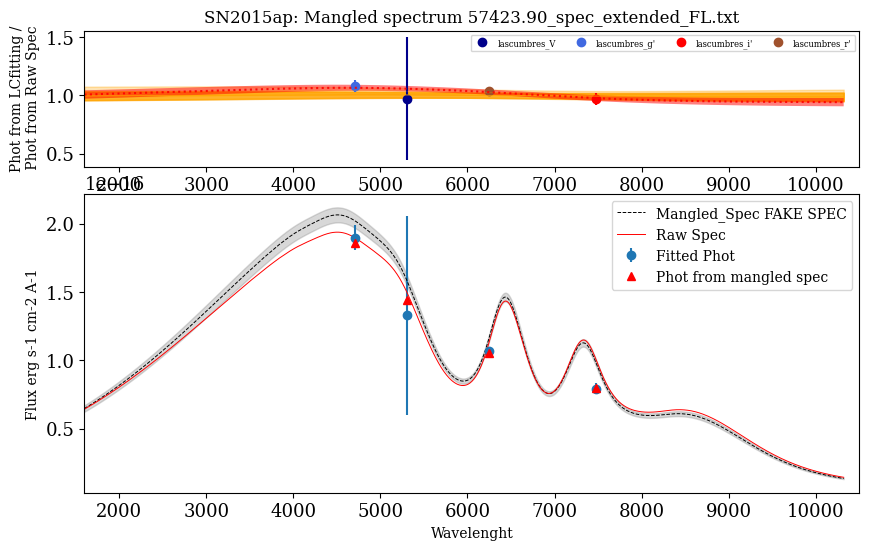 SN2015ap: Mangled spectrum 57423.90_spec_extended_FL.txt
Phot from LCfitting /
Phot from Raw Spec
1.5
1.0
0.5
lascumbres_V
lascumbres_g'
lascumbres_i'
lascumbres_r'
2000 3000 4000 5000 6000 7000 8000 9000 10000
1e−16
Flux erg s-1 cm-2 A-1
2.0
1.5
1.0
0.5
Mangled_Spec FAKE SPEC
Raw Spec
Fitted Phot
Phot from mangled spec
2000 3000 4000 5000 6000 7000 8000 9000 10000
Wavelenght